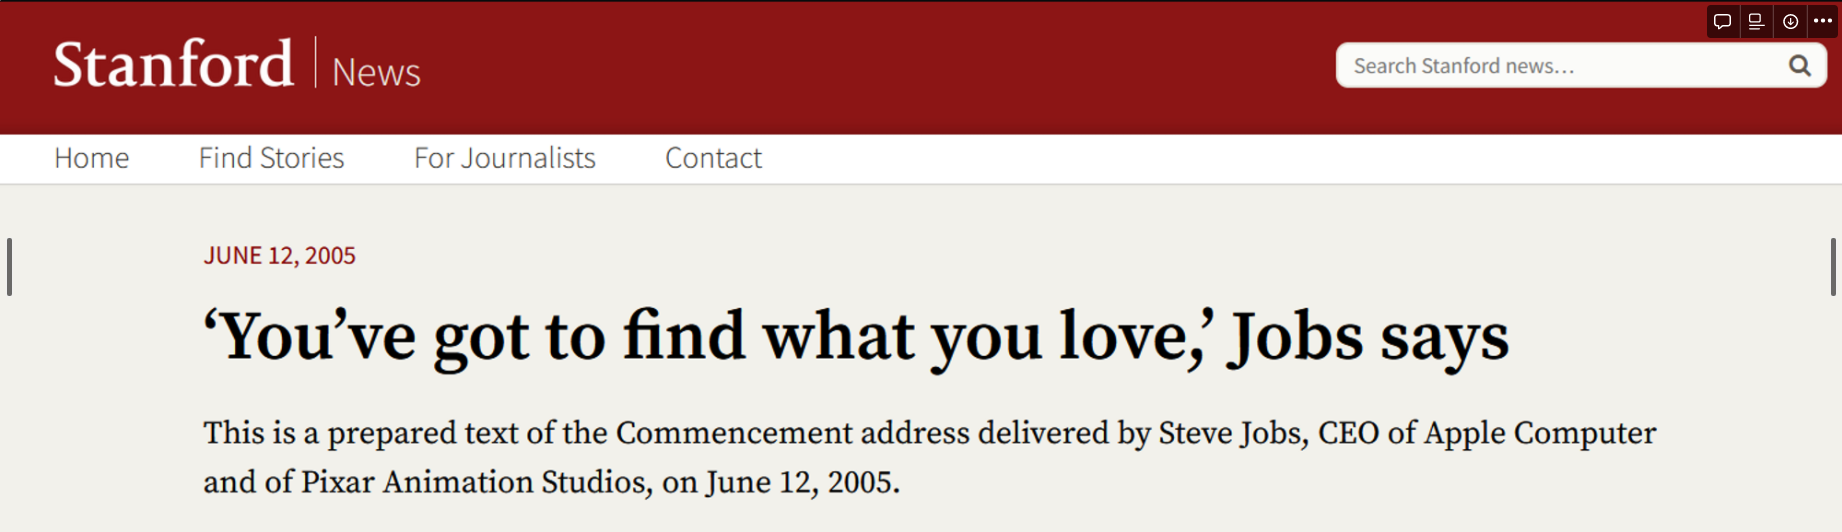 Stanford | News
Search Stanford news...
Home Find Stories For Journalists Contact
JUNE 12, 2005
‘You’ve got to find what you love,’ Jobs says
This is a prepared text of the Commencement address delivered by Steve Jobs, CEO of Apple Computer
and of Pixar Animation Studios, on June 12, 2005.